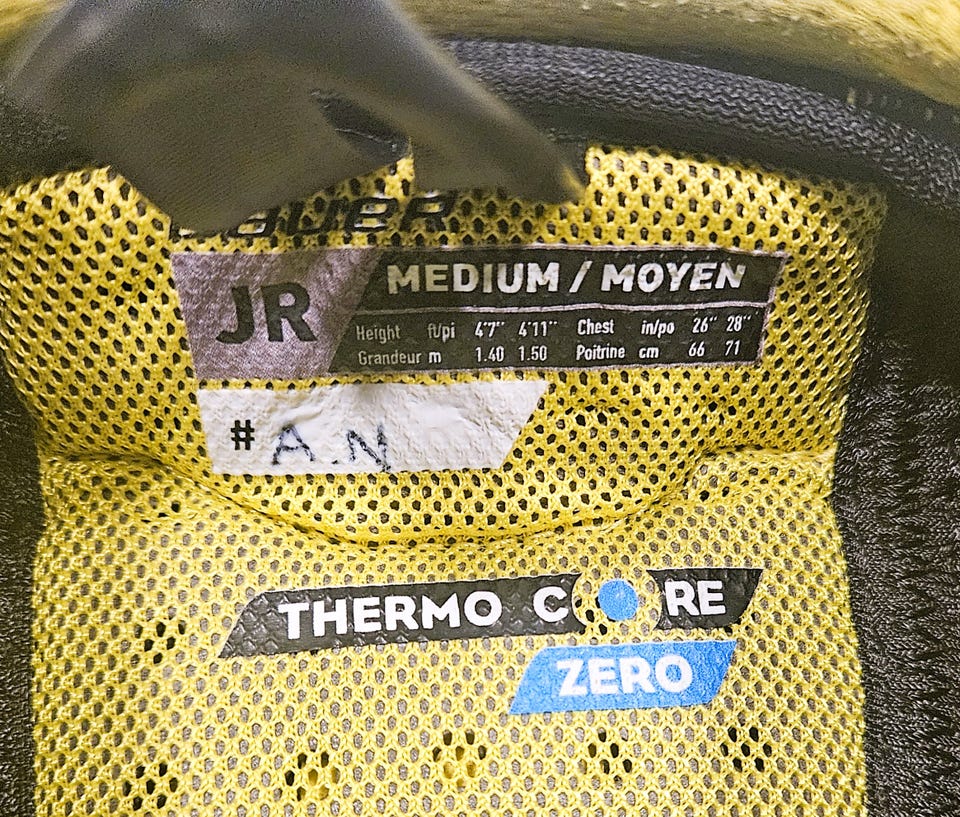 BAUER
JR
MEDIUM / MOYEN
Height ft/pi 4'7" 4'11" Chest in/po 26" 28"
Grandeur m 1.40 1.50 Poitrine cm 66 71
# A.N
THERMO CORE
ZERO